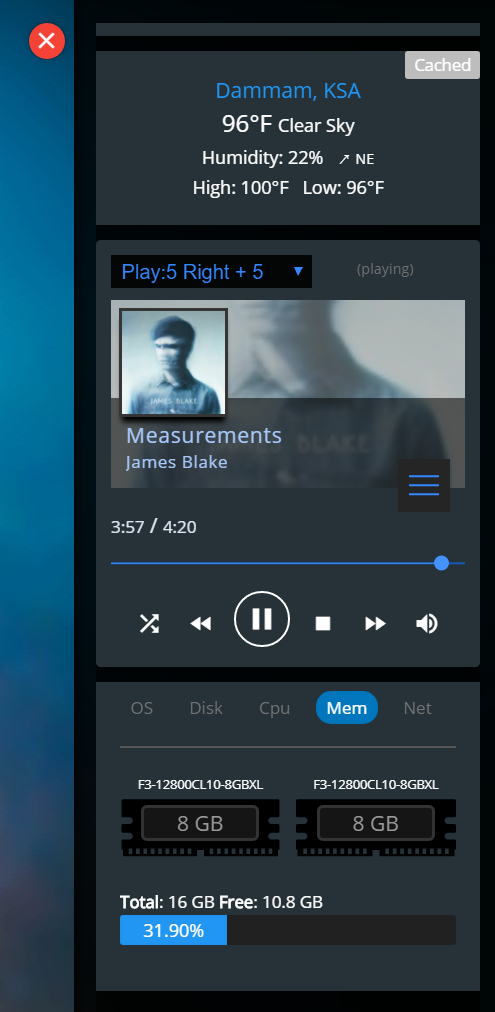 Cached
Dammam, KSA
96°F Clear Sky
Humidity: 22% ↗ NE
High: 100°F Low: 96°F
Play:5 Right + 5 ▼ (playing)
JAMES BLAKE
Measurements
James Blake
3:57 / 4:20
OS Disk Cpu Mem Net
F3-12800CL10-8GBXL F3-12800CL10-8GBXL
8 GB 8 GB
Total: 16 GB Free: 10.8 GB
31.90%